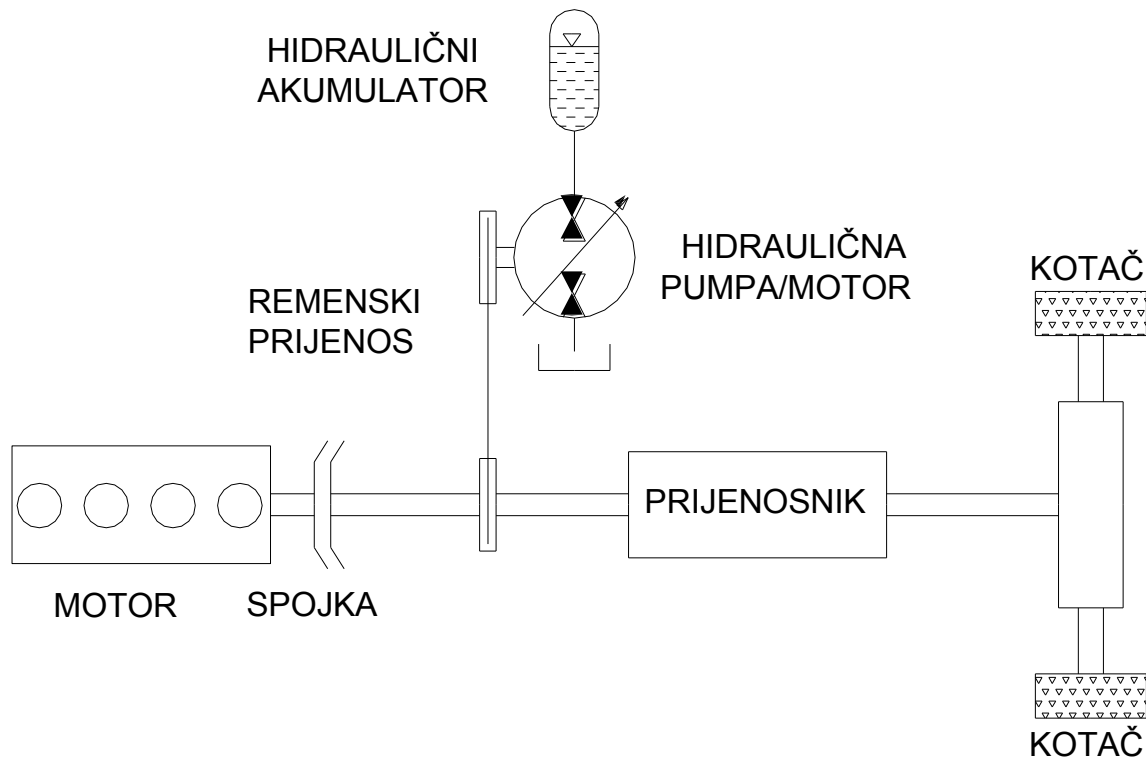 HIDRAULIČNI
AKUMULATOR
HIDRAULIČNA
PUMPA/MOTOR
KOTAČ
REMENSKI
PRIJENOS
PRIJENOSNIK
MOTOR
SPOJKA
KOTAČ